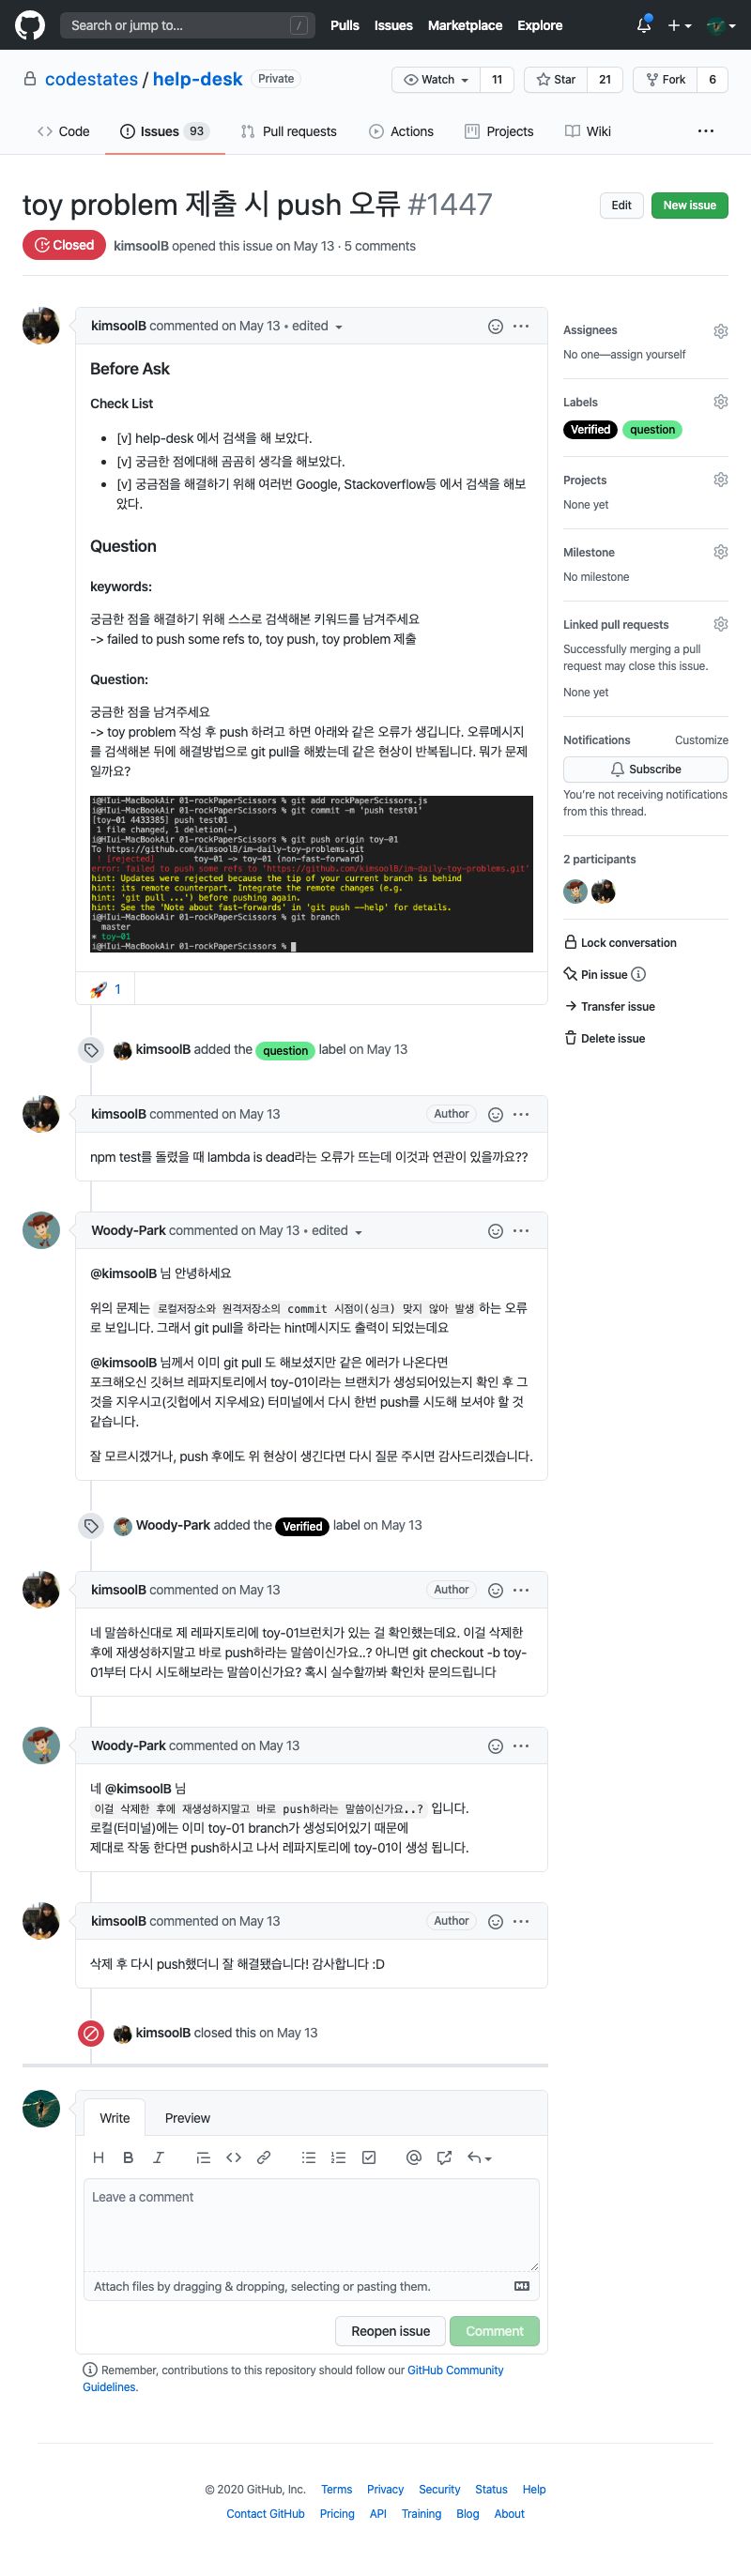 Search or jump to...
/
Pulls Issues Marketplace Explore
codestates / help-desk Private
Watch 11 Star 21 Fork 6
Code Issues 93 Pull requests Actions Projects Wiki
toy problem 제출 시 push 오류 #1447
Edit New issue
Closed kimsoolB opened this issue on May 13 · 5 comments
kimsoolB commented on May 13 • edited
Before Ask
Check List
[v] help-desk 에서 검색을 해 보았다.
[v] 궁금한 점에대해 곰곰히 생각을 해보았다.
[v] 궁금점을 해결하기 위해 여러번 Google, Stackoverflow등 에서 검색을 해보
았다.
Question
keywords:
궁금한 점을 해결하기 위해 스스로 검색해본 키워드를 남겨주세요
-> failed to push some refs to, toy push, toy problem 제출
Question:
궁금한 점을 남겨주세요
-> toy problem 작성 후 push 하려고 하면 아래와 같은 오류가 생깁니다. 오류메시지
를 검색해본 뒤에 해결방법으로 git pull을 해봤는데 같은 현상이 반복됩니다. 뭐가 문제
일까요?
i@HIui-MacBookAir 01-rockPaperScissors % git add rockPaperScissors.js
i@HIui-MacBookAir 01-rockPaperScissors % git commit -m 'push test01'
[toy-01 4433385] push test01
1 file changed, 1 deletion(-)
i@HIui-MacBookAir 01-rockPaperScissors % git push origin toy-01
To https://github.com/kimsoolB/im-daily-toy-problems.git
! [rejected] toy-01 -> toy-01 (non-fast-forward)
error: failed to push some refs to 'https://github.com/kimsoolB/im-daily-toy-problems.git'
hint: Updates were rejected because the tip of your current branch is behind
hint: its remote counterpart. Integrate the remote changes (e.g.
hint: 'git pull ...') before pushing again.
hint: See the 'Note about fast-forwards' in 'git push --help' for details.
i@HIui-MacBookAir 01-rockPaperScissors % git branch
master
* toy-01
i@HIui-MacBookAir 01-rockPaperScissors %
1
kimsoolB added the question label on May 13
kimsoolB commented on May 13 Author
npm test를 돌렸을 때 lambda is dead라는 오류가 뜨는데 이것과 연관이 있을까요??
Woody-Park commented on May 13 • edited
@kimsoolB 님 안녕하세요
위의 문제는 로컬저장소와 원격저장소의 commit 시점이(싱크) 맞지 않아 발생 하는 오류
로 보입니다. 그래서 git pull을 하라는 hint메시지도 출력이 되었는데요
@kimsoolB 님께서 이미 git pull 도 해보셨지만 같은 에러가 나온다면
포크해오신 깃허브 레파지토리에서 toy-01이라는 브랜치가 생성되어있는지 확인 후 그
것을 지우시고(깃헙에서 지우세요) 터미널에서 다시 한번 push를 시도해 보셔야 할 것
같습니다.
잘 모르시겠거나, push 후에도 위 현상이 생긴다면 다시 질문 주시면 감사드리겠습니다.
Woody-Park added the Verified label on May 13
kimsoolB commented on May 13 Author
네 말씀하신대로 제 레파지토리에 toy-01브런치가 있는 걸 확인했는데요. 이걸 삭제한
후에 재생성하지말고 바로 push하라는 말씀이신가요..? 아니면 git checkout -b toy-
01부터 다시 시도해보라는 말씀이신가요? 혹시 실수할까봐 확인차 문의드립니다
Woody-Park commented on May 13
네 @kimsoolB 님
이걸 삭제한 후에 재생성하지말고 바로 push하라는 말씀이신가요..? 입니다.
로컬(터미널)에는 이미 toy-01 branch가 생성되어있기 때문에
제대로 작동 한다면 push하시고 나서 레파지토리에 toy-01이 생성 됩니다.
kimsoolB commented on May 13 Author
삭제 후 다시 push했더니 잘 해결됐습니다! 감사합니다 :D
kimsoolB closed this on May 13
Assignees
No one—assign yourself
Labels
Verified question
Projects
None yet
Milestone
No milestone
Linked pull requests
Successfully merging a pull
request may close this issue.
None yet
Notifications Customize
Subscribe
You're not receiving notifications
from this thread.
2 participants
Lock conversation
Pin issue
Transfer issue
Delete issue
Write Preview
Leave a comment
Attach files by dragging & dropping, selecting or pasting them.
Reopen issue Comment
Remember, contributions to this repository should follow our GitHub Community
Guidelines.
© 2020 GitHub, Inc. Terms Privacy Security Status Help
Contact GitHub Pricing API Training Blog About